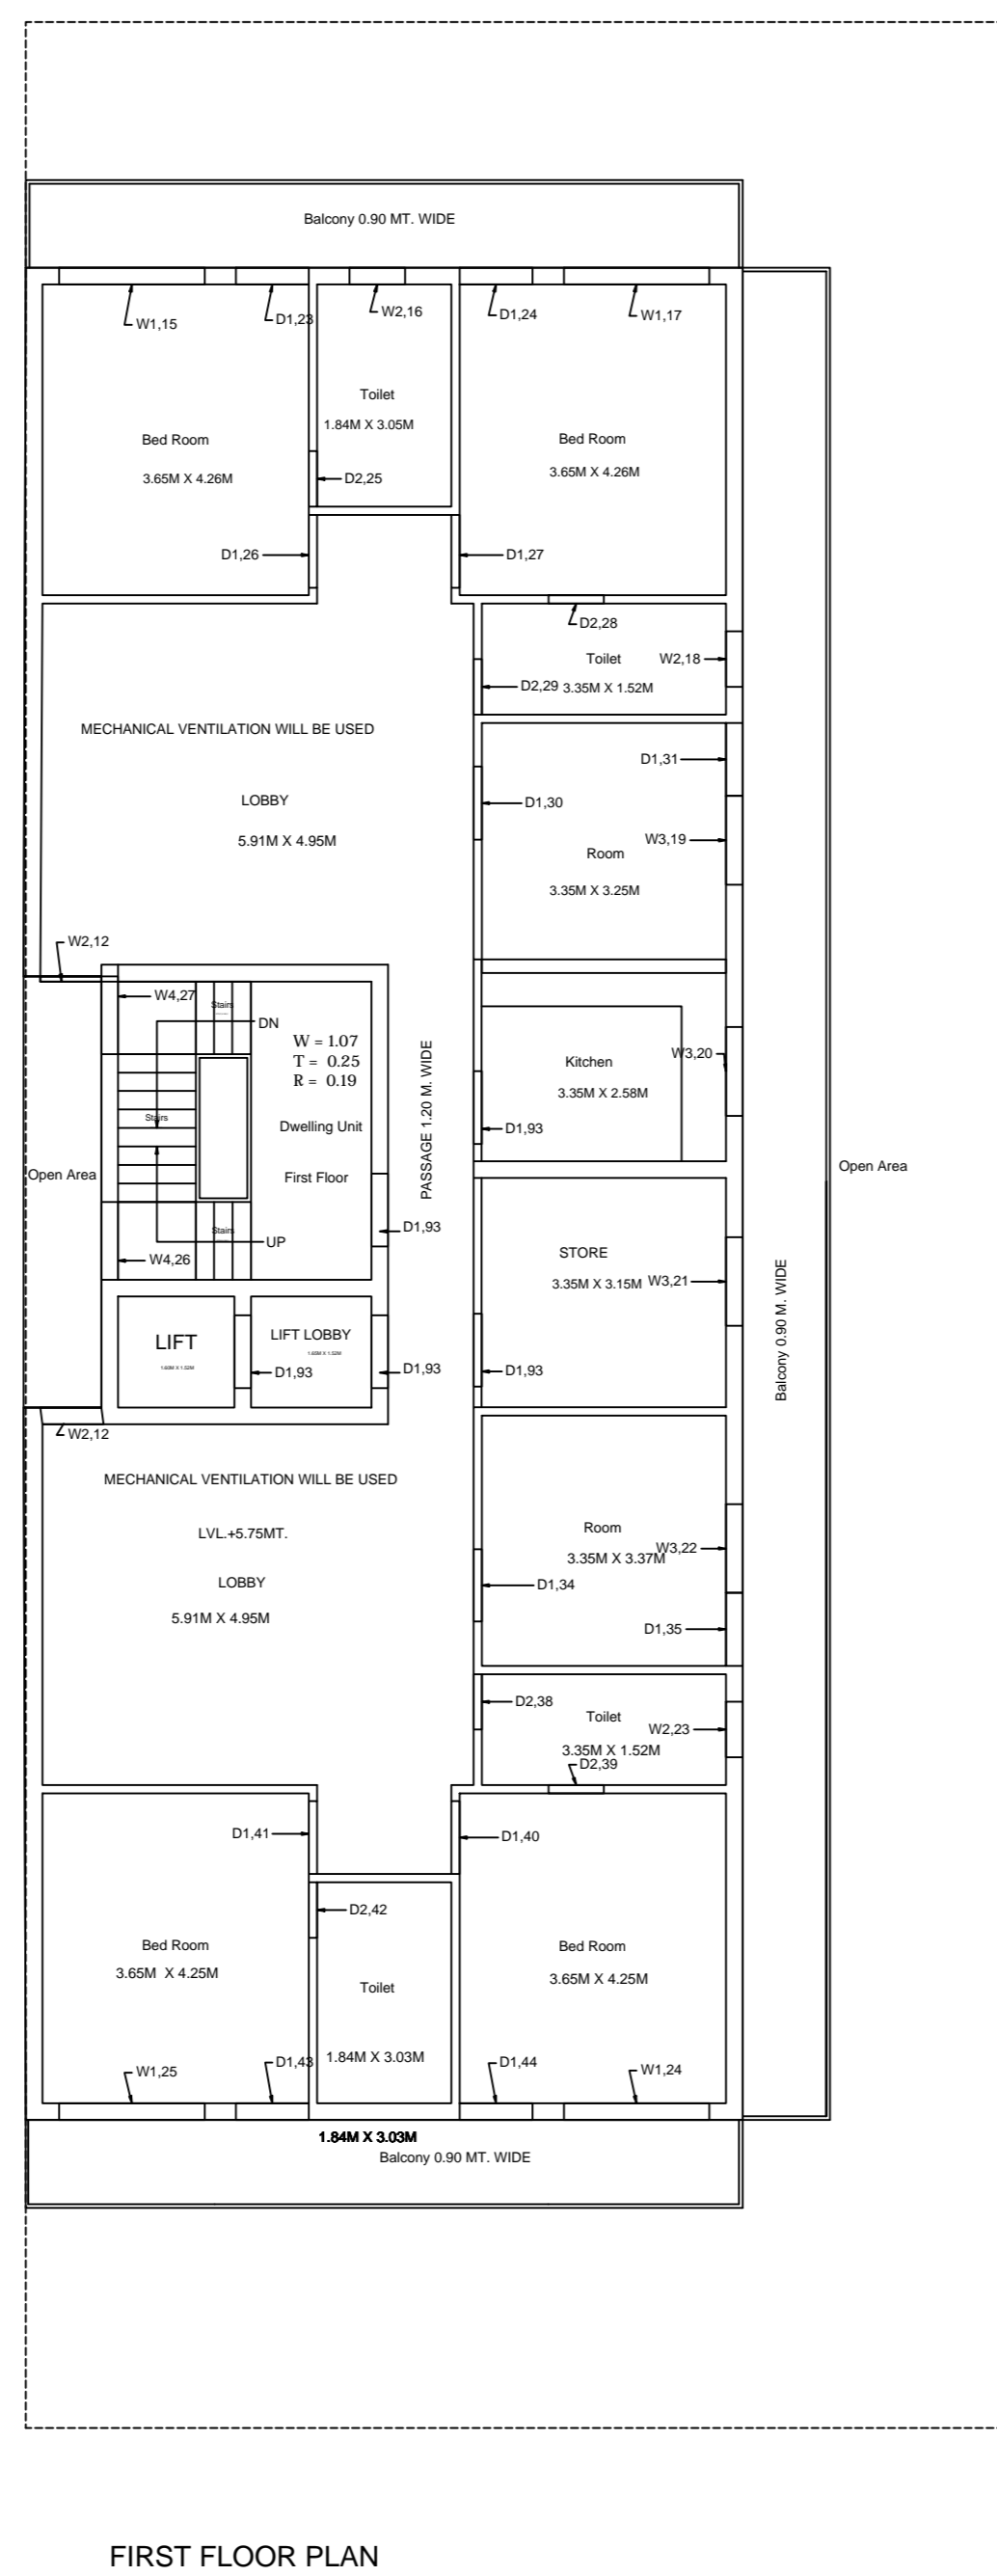 Balcony 0.90 MT. WIDE
W1,15
D1,23
W2,16
D1,24
W1,17
Toilet
1.84M X 3.05M
Bed Room
3.65M X 4.26M
Bed Room
3.65M X 4.26M
D2,25
D1,26
D1,27
D2,28
Toilet
W2,18
D2,29
3.35M X 1.52M
MECHANICAL VENTILATION WILL BE USED
LOBBY
5.91M X 4.95M
D1,31
D1,30
W3,19
Room
3.35M X 3.25M
W2,12
W4,27
Stairs
DN
W = 1.07
T = 0.25
R = 0.19
Stairs
Dwelling Unit
First Floor
PASSAGE 1.20 M. WIDE
W3,20
Kitchen
3.35M X 2.58M
D1,93
Open Area
Open Area
Stairs
UP
W4,26
D1,93
STORE
3.35M X 3.15M
W3,21
Balcony 0.90 M. WIDE
LIFT
1.60M X 1.52M
LIFT LOBBY
1.60M X 1.52M
D1,93
D1,93
D1,93
W2,12
MECHANICAL VENTILATION WILL BE USED
LVL.+5.75MT.
LOBBY
5.91M X 4.95M
Room
W3,22
3.35M X 3.37M
D1,34
D1,35
D2,38
Toilet
W2,23
3.35M X 1.52M
D2,39
D1,41
D1,40
D2,42
Bed Room
3.65M X 4.25M
Toilet
1.84M X 3.03M
Bed Room
3.65M X 4.25M
W1,25
D1,43
D1,44
W1,24
1.84M X 3.03M
Balcony 0.90 MT. WIDE
FIRST FLOOR PLAN